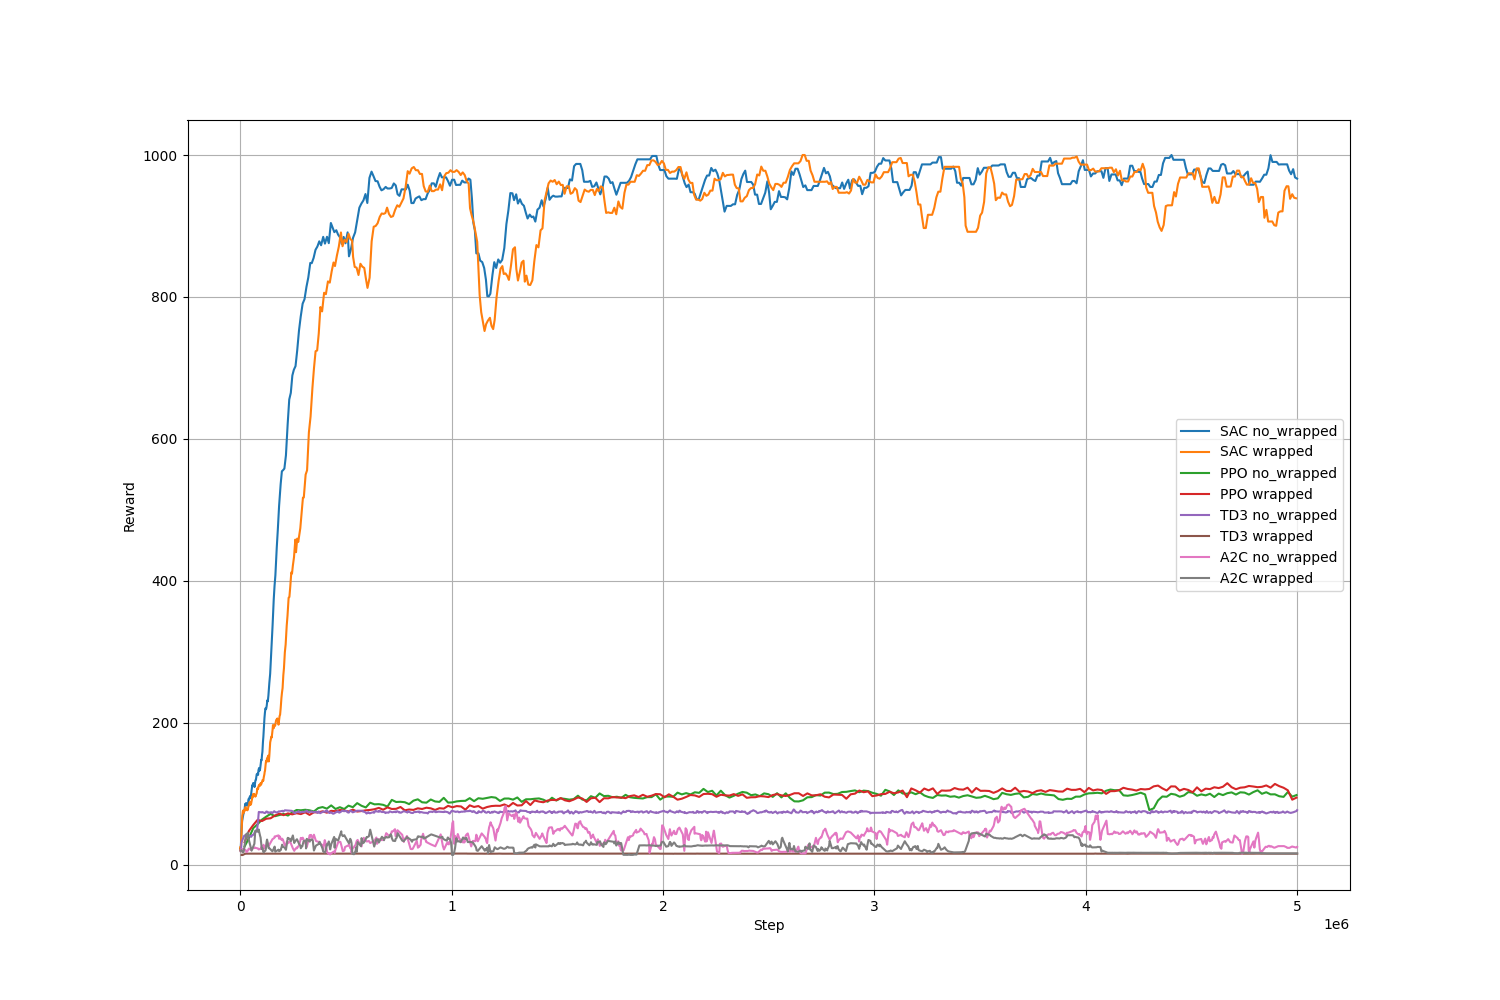 1000
800
600
400
200
0
Reward
0 1 2 3 4 5
1e6
Step
SAC no_wrapped
SAC wrapped
PPO no_wrapped
PPO wrapped
TD3 no_wrapped
TD3 wrapped
A2C no_wrapped
A2C wrapped